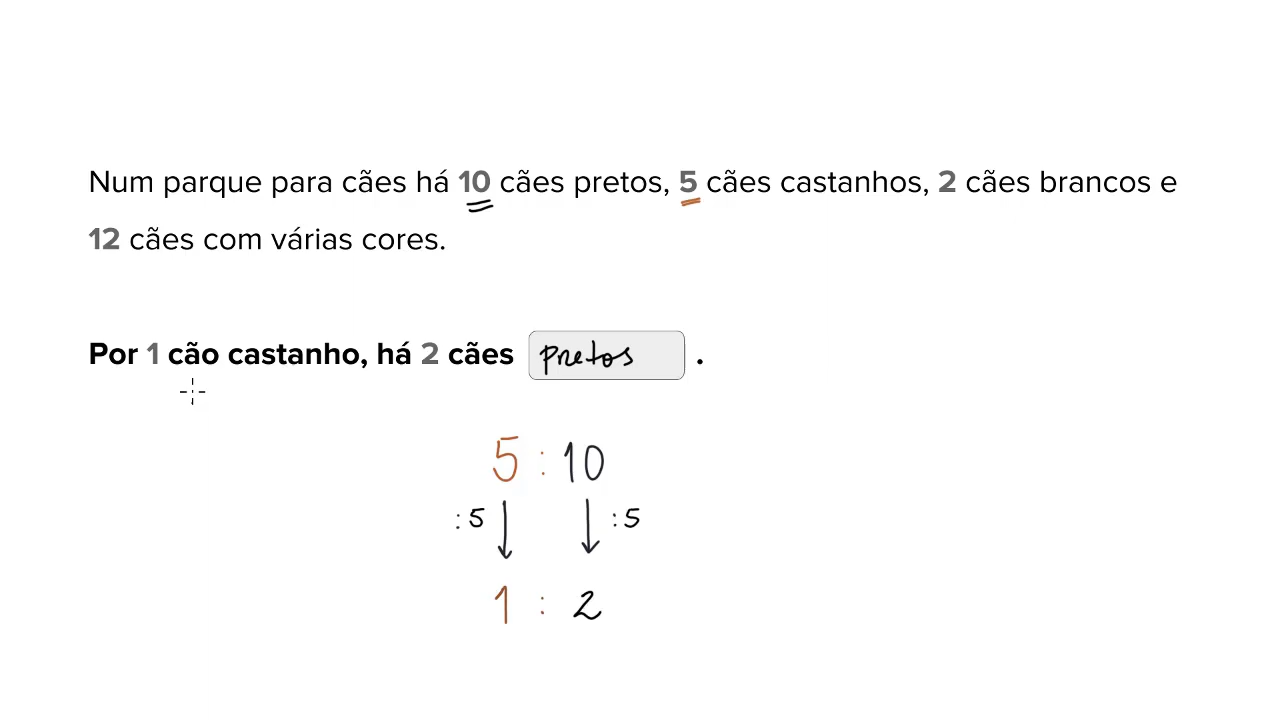 Num parque para cães há 10 cães pretos, 5 cães castanhos, 2 cães brancos e
12 cães com várias cores.
Por 1 cão castanho, há 2 cães pretos .
5 : 10
:5 :5
1 : 2